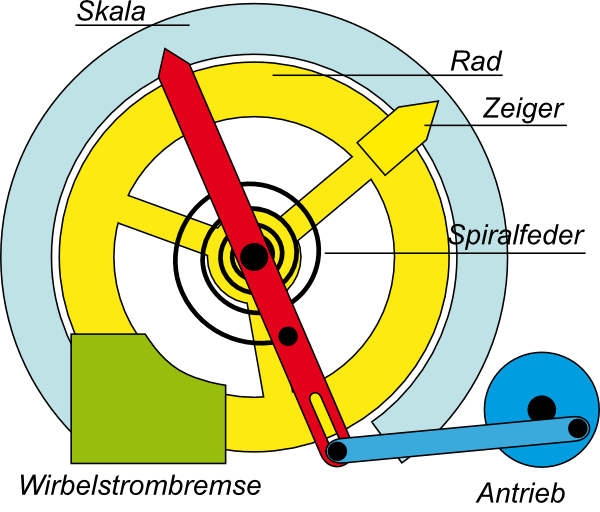 Skala
Rad
Zeiger
Spiralfeder
Wirbelstrombremse
Antrieb